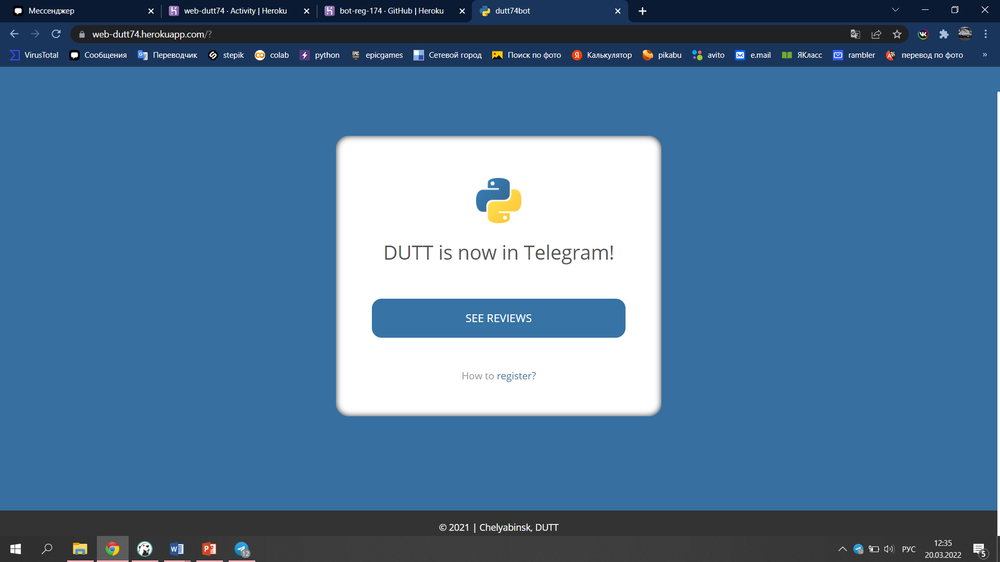 Мессенджер
web-dutt74 · Activity | Heroku
bot-reg-174 · GitHub | Heroku
dutt74bot
web-dutt74.herokuapp.com/?
VirusTotal
Сообщения
Переводчик
stepik
colab
python
EPIC GAMES
epicgames
Сетевой город
Поиск по фото
Я
Калькулятор
pikabu
avito
e.mail
ЯКласс
rambler
перевод по фото
»
DUTT is now in Telegram!
SEE REVIEWS
How to register?
© 2021 | Chelyabinsk, DUTT
12
12
РУС
12:35
20.03.2022
5